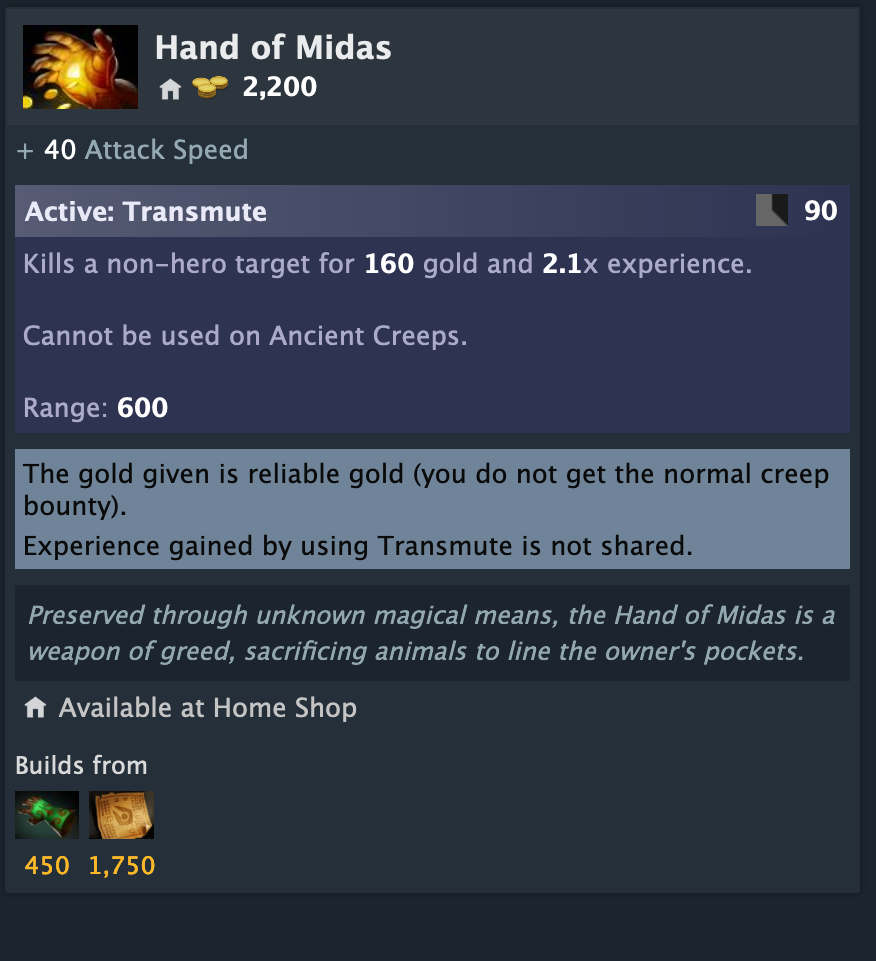 Hand of Midas
2,200
+ 40 Attack Speed
Active: Transmute 90
Kills a non-hero target for 160 gold and 2.1x experience.
Cannot be used on Ancient Creeps.
Range: 600
The gold given is reliable gold (you do not get the normal creep
bounty).
Experience gained by using Transmute is not shared.
Preserved through unknown magical means, the Hand of Midas is a
weapon of greed, sacrificing animals to line the owner's pockets.
Available at Home Shop
Builds from
450 1,750